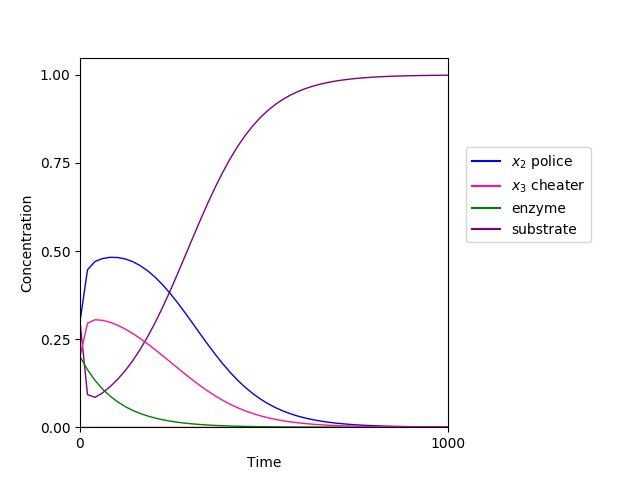 1.00
0.75
0.50
0.25
0.00
0
1000
Time
Concentration
x₂ police
x₃ cheater
enzyme
substrate